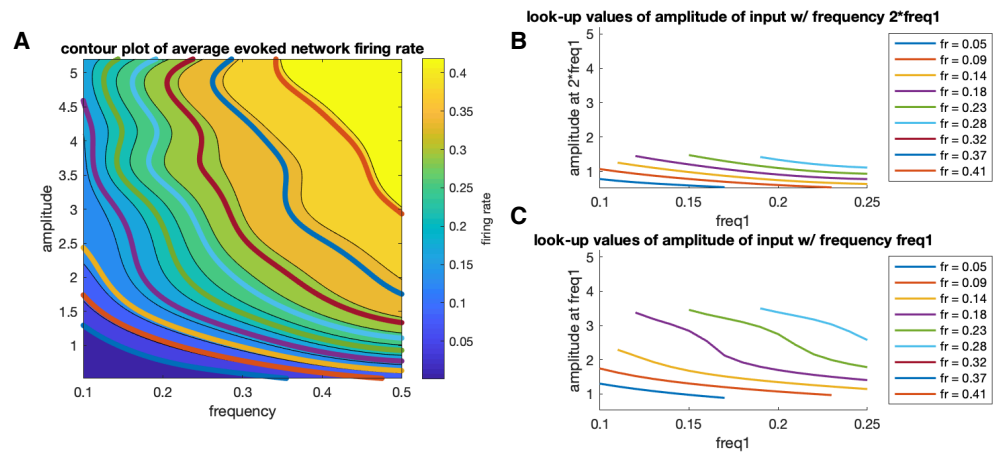 A
contour plot of average evoked network firing rate
5
4.5
4
3.5
3
2.5
2
1.5
1
0.1
0.2
0.3
0.4
0.5
amplitude
frequency
0.4
0.35
0.3
0.25
0.2
0.15
0.1
0.05
firing rate
B
look-up values of amplitude of input w/ frequency 2*freq1
5
4
3
2
1
0.1
0.15
0.2
0.25
amplitude at 2*freq1
freq1
fr = 0.05
fr = 0.09
fr = 0.14
fr = 0.18
fr = 0.23
fr = 0.28
fr = 0.32
fr = 0.37
fr = 0.41
C
look-up values of amplitude of input w/ frequency freq1
5
4
3
2
1
0.1
0.15
0.2
0.25
amplitude at freq1
freq1
fr = 0.05
fr = 0.09
fr = 0.14
fr = 0.18
fr = 0.23
fr = 0.28
fr = 0.32
fr = 0.37
fr = 0.41